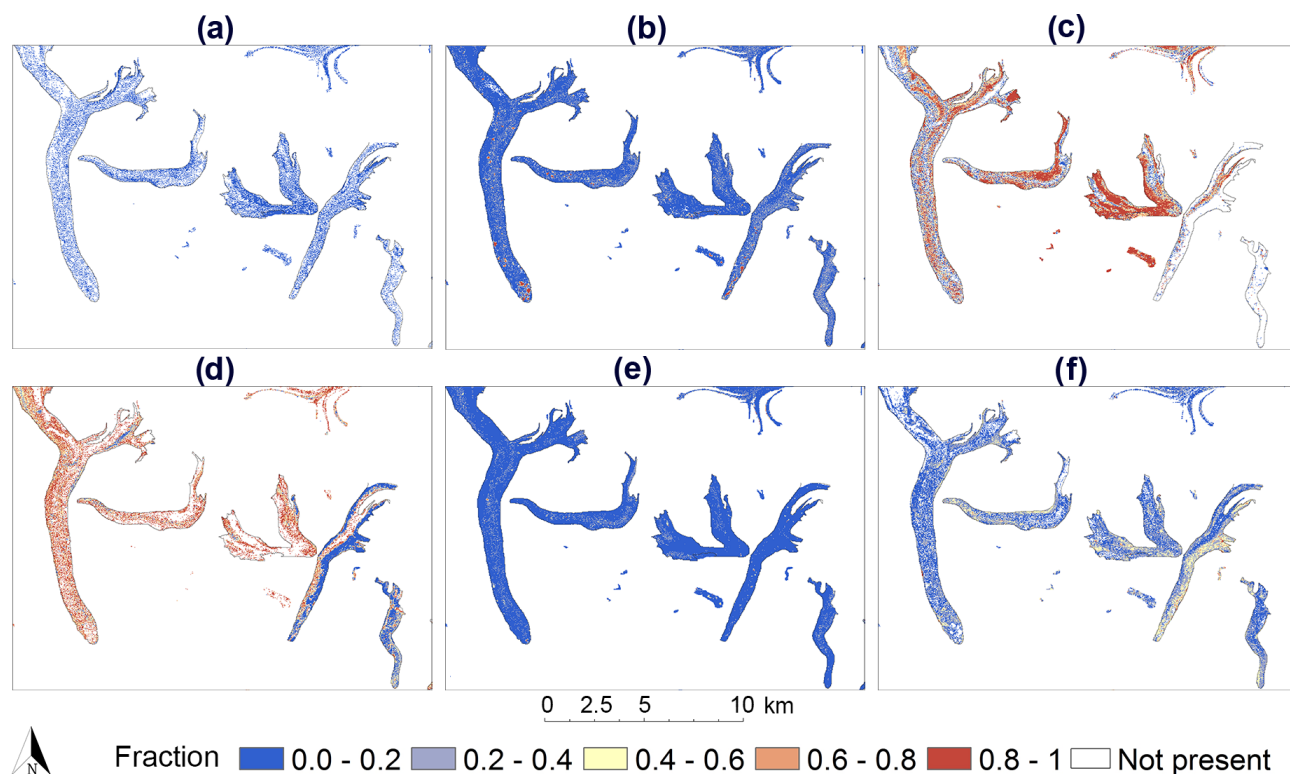 (a)
(b)
(c)
(d)
(e)
(f)
0 2.5 5 10 km
N
Fraction 0.0 - 0.2 0.2 - 0.4 0.4 - 0.6 0.6 - 0.8 0.8 - 1 Not present